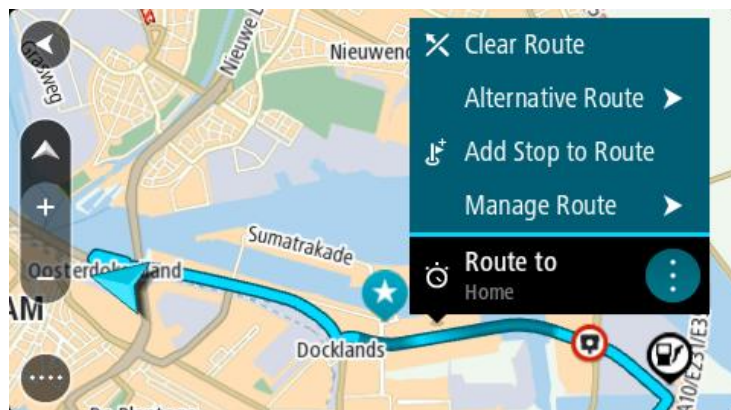 Grasweg
Nieuwe L
Nieuwend
Sumatrakade
Docklands
AM
A10/E231/E3
Clear Route
Alternative Route
Add Stop to Route
Manage Route
Route to
Home